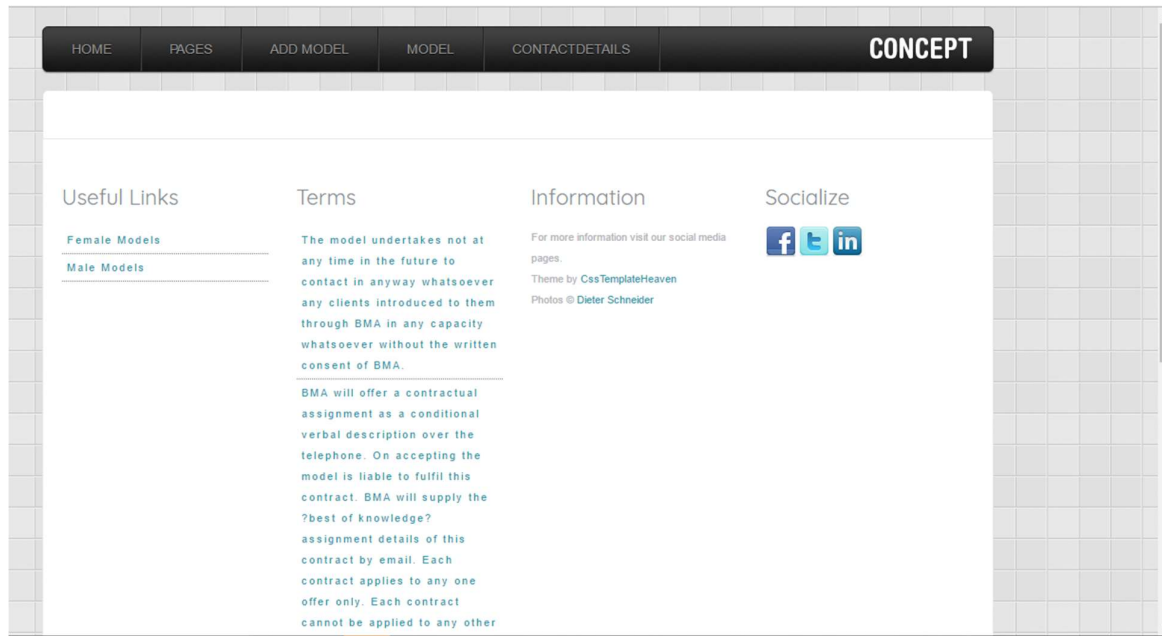 HOME PAGES ADD MODEL MODEL CONTACTDETAILS CONCEPT
Useful Links
Female Models
Male Models
Terms
The model undertakes not at
any time in the future to
contact in anyway whatsoever
any clients introduced to them
through BMA in any capacity
whatsoever without the written
consent of BMA.
BMA will offer a contractual
assignment as a conditional
verbal description over the
telephone. On accepting the
model is liable to fulfil this
contract. BMA will supply the
?best of knowledge?
assignment details of this
contract by email. Each
contract applies to any one
offer only. Each contract
cannot be applied to any other
Information
For more information visit our social media
pages.
Theme by CssTemplateHeaven
Photos © Dieter Schneider
Socialize
f t in